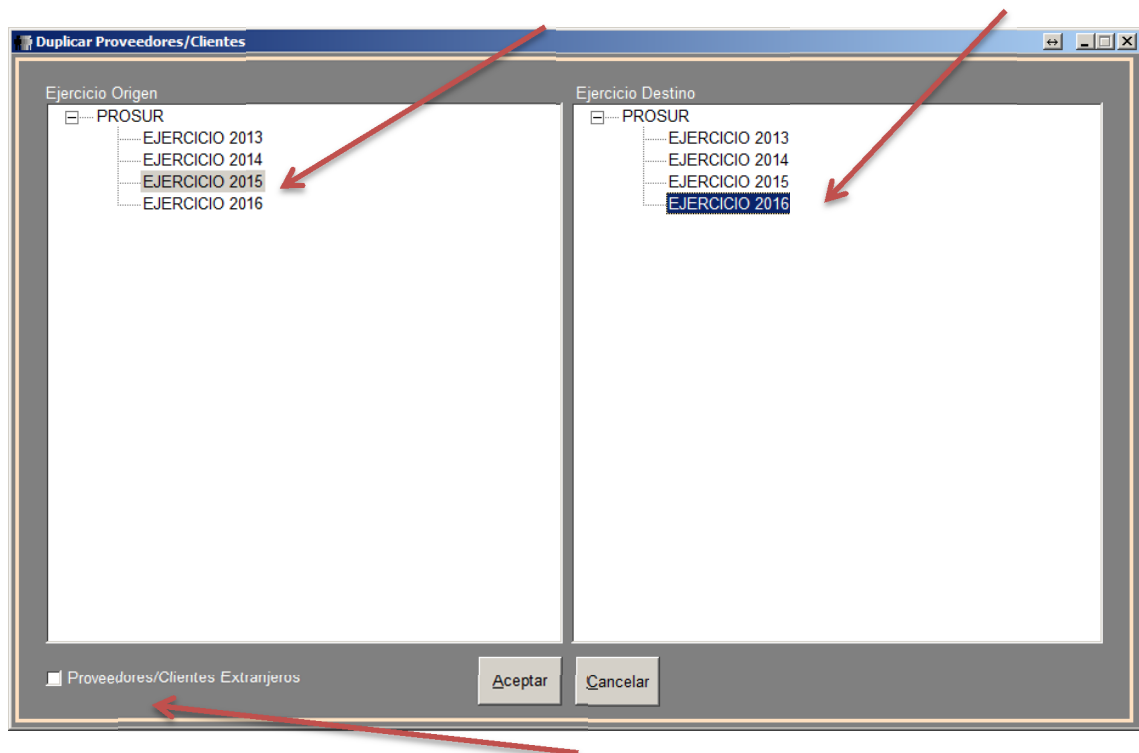 Duplicar Proveedores/Clientes
Ejercicio Origen
PROSUR
EJERCICIO 2013
EJERCICIO 2014
EJERCICIO 2015
EJERCICIO 2016
Ejercicio Destino
PROSUR
EJERCICIO 2013
EJERCICIO 2014
EJERCICIO 2015
EJERCICIO 2016
Proveedores/Clientes Extranjeros
Aceptar
Cancelar